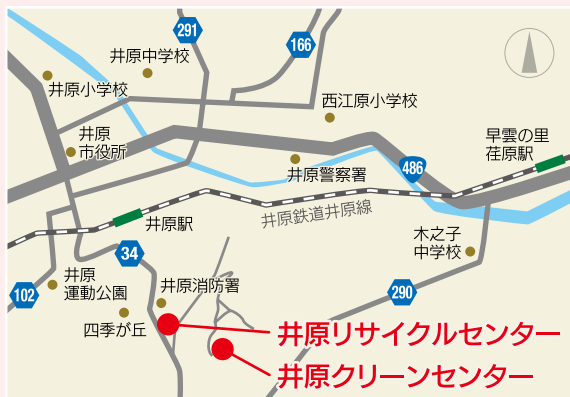 291
166
井原中学校
井原小学校
西江原小学校
井原
市役所
早雲の里
荏原駅
井原警察署
486
井原鉄道井原線
井原駅
木之子
中学校
34
井原
運動公園
井原消防署
102
290
四季が丘
井原リサイクルセンター
井原クリーンセンター